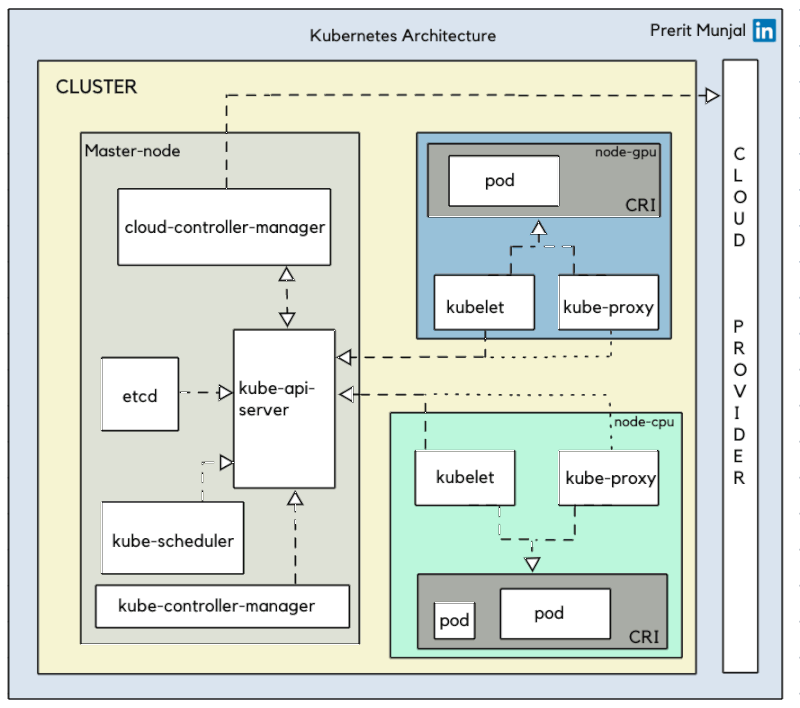 Kubernetes Architecture
Prerit Munjal in
CLUSTER
Master-node
cloud-controller-manager
etcd
kube-api-
server
kube-scheduler
kube-controller-manager
node-gpu
pod
CRI
kubelet
kube-proxy
node-cpu
kubelet
kube-proxy
pod
pod
CRI
CLOUD
PROVIDER